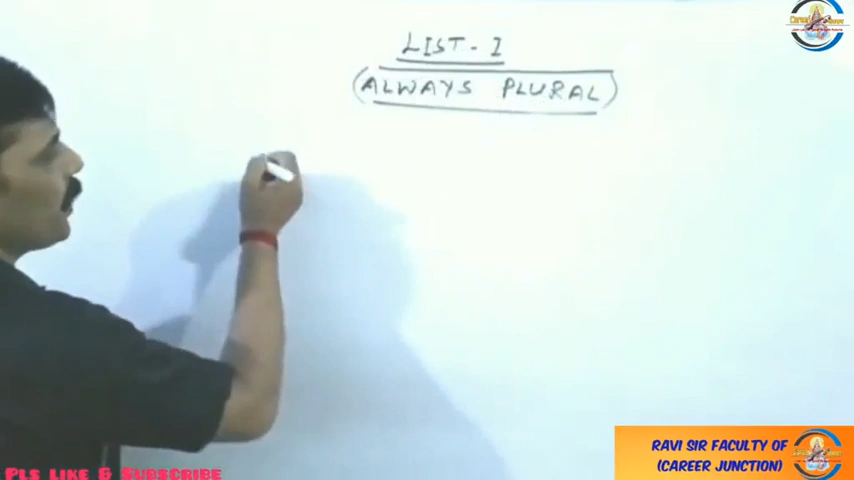 LIST - I
(ALWAYS PLURAL)
RAVI SIR FACULTY OF
(CAREER JUNCTION)
PLS LIKE & SUBSCRIBE